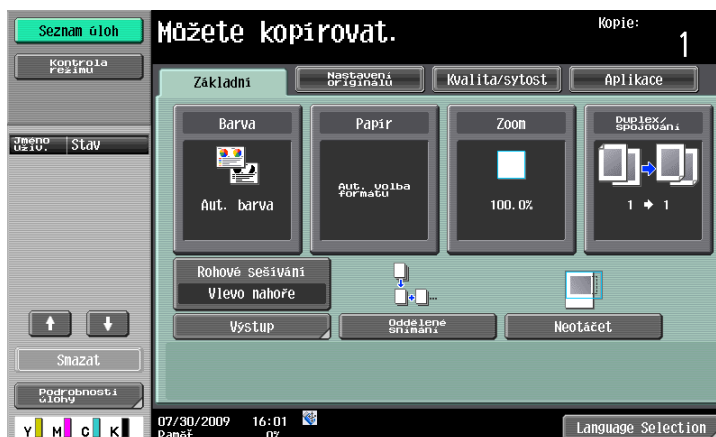 Seznam úloh
Kontrola
režimu
Jméno
uživ.
Stav
Smazat
Podrobnosti
úlohy
Y M C K
Můžete kopírovat.
Kopie:
1
Základní
Nastavení
originálu
Kvalita/sytost
Aplikace
Barva
Aut. barva
Papír
Aut. volba
formátu
Zoom
100.0%
Duplex/
spojování
1 → 1
Rohové sešívání
Vlevo nahoře
Výstup
Oddělené
snímání
Neotáčet
07/30/2009 16:01
Paměť 0%
Language Selection